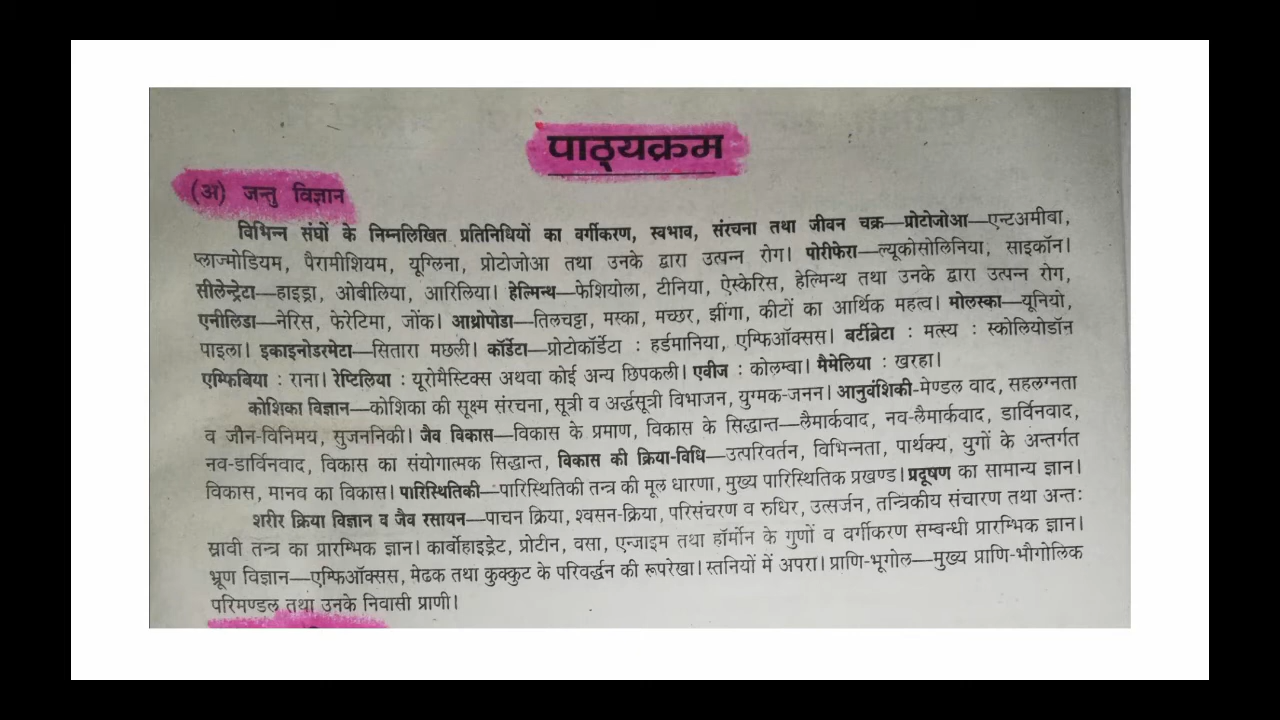 पाठ्यक्रम
(अ) जन्तु विज्ञान
विभिन्न संघों के निम्नलिखित प्रतिनिधियों का वर्गीकरण, स्वभाव, संरचना तथा जीवन चक्र—प्रोटोजोआ—एन्टअमीवा,
प्लाज्मोडियम, पैरामीशियम, यूग्लिना, प्रोटोजोआ तथा उनके द्वारा उत्पन्न रोग। पोरीफेरा—ल्यूकोसोलिनिया, साइकॉन।
सीलेन्ट्रेटा—हाइड्रा, ओबीलिया, आरिलिया। हेल्मिन्थ—फेशियोला, टीनिया, ऐस्केरिस, हेल्मिन्थ तथा उनके द्वारा उत्पन्न रोग,
एनीलिडा—नेरिस, फेरेटिमा, जोंक। आथ्रोपोडा—तिलचट्टा, मस्का, मच्छर, झींगा, कीटों का आर्थिक महत्व। मोलस्का—यूनियो,
पाइला। इकाइनोडरमेटा—सितारा मछली। कॉर्डेटा—प्रोटोकॉर्डेटा : हर्डमानिया, एम्फिऑक्सस। बर्टीब्रेटा : मत्स्य : स्कोलियोडॉन
एम्फिबिया : राना। रेप्टिलिया : यूरोमैस्टिक्स अथवा कोई अन्य छिपकली। एवीज : कोलम्बा। मैमेलिया : खरहा।
कोशिका विज्ञान—कोशिका की सूक्ष्म संरचना, सूत्री व अर्द्धसूत्री विभाजन, युग्मक-जनन। आनुवंशिकी-मेण्डल वाद, सहलग्नता
व जीन-विनिमय, सुजननिकी। जैव विकास—विकास के प्रमाण, विकास के सिद्धान्त—लैमार्कवाद, नव-लैमार्कवाद, डार्विनवाद,
नव-डार्विनवाद, विकास का संयोगात्मक सिद्धान्त, विकास की क्रिया-विधि—उत्परिवर्तन, विभिन्नता, पार्थक्य, युगों के अन्तर्गत
विकास, मानव का विकास। पारिस्थितिकी—पारिस्थितिकी तन्त्र की मूल धारणा, मुख्य पारिस्थितिक प्रखण्ड। प्रदूषण का सामान्य ज्ञान।
शरीर क्रिया विज्ञान व जैव रसायन—पाचन क्रिया, श्वसन-क्रिया, परिसंचरण व रुधिर, उत्सर्जन, तन्त्रिकीय संचारण तथा अन्तः
स्रावी तन्त्र का प्रारम्भिक ज्ञान। कार्बोहाइड्रेट, प्रोटीन, वसा, एन्जाइम तथा हॉर्मोन के गुणों व वर्गीकरण सम्बन्धी प्रारम्भिक ज्ञान।
भ्रूण विज्ञान—एम्फिऑक्सस, मेढक तथा कुक्कुट के परिवर्द्धन की रूपरेखा। स्तनियों में अपरा। प्राणि-भूगोल—मुख्य प्राणि-भौगोलिक
परिमण्डल तथा उनके निवासी प्राणी।